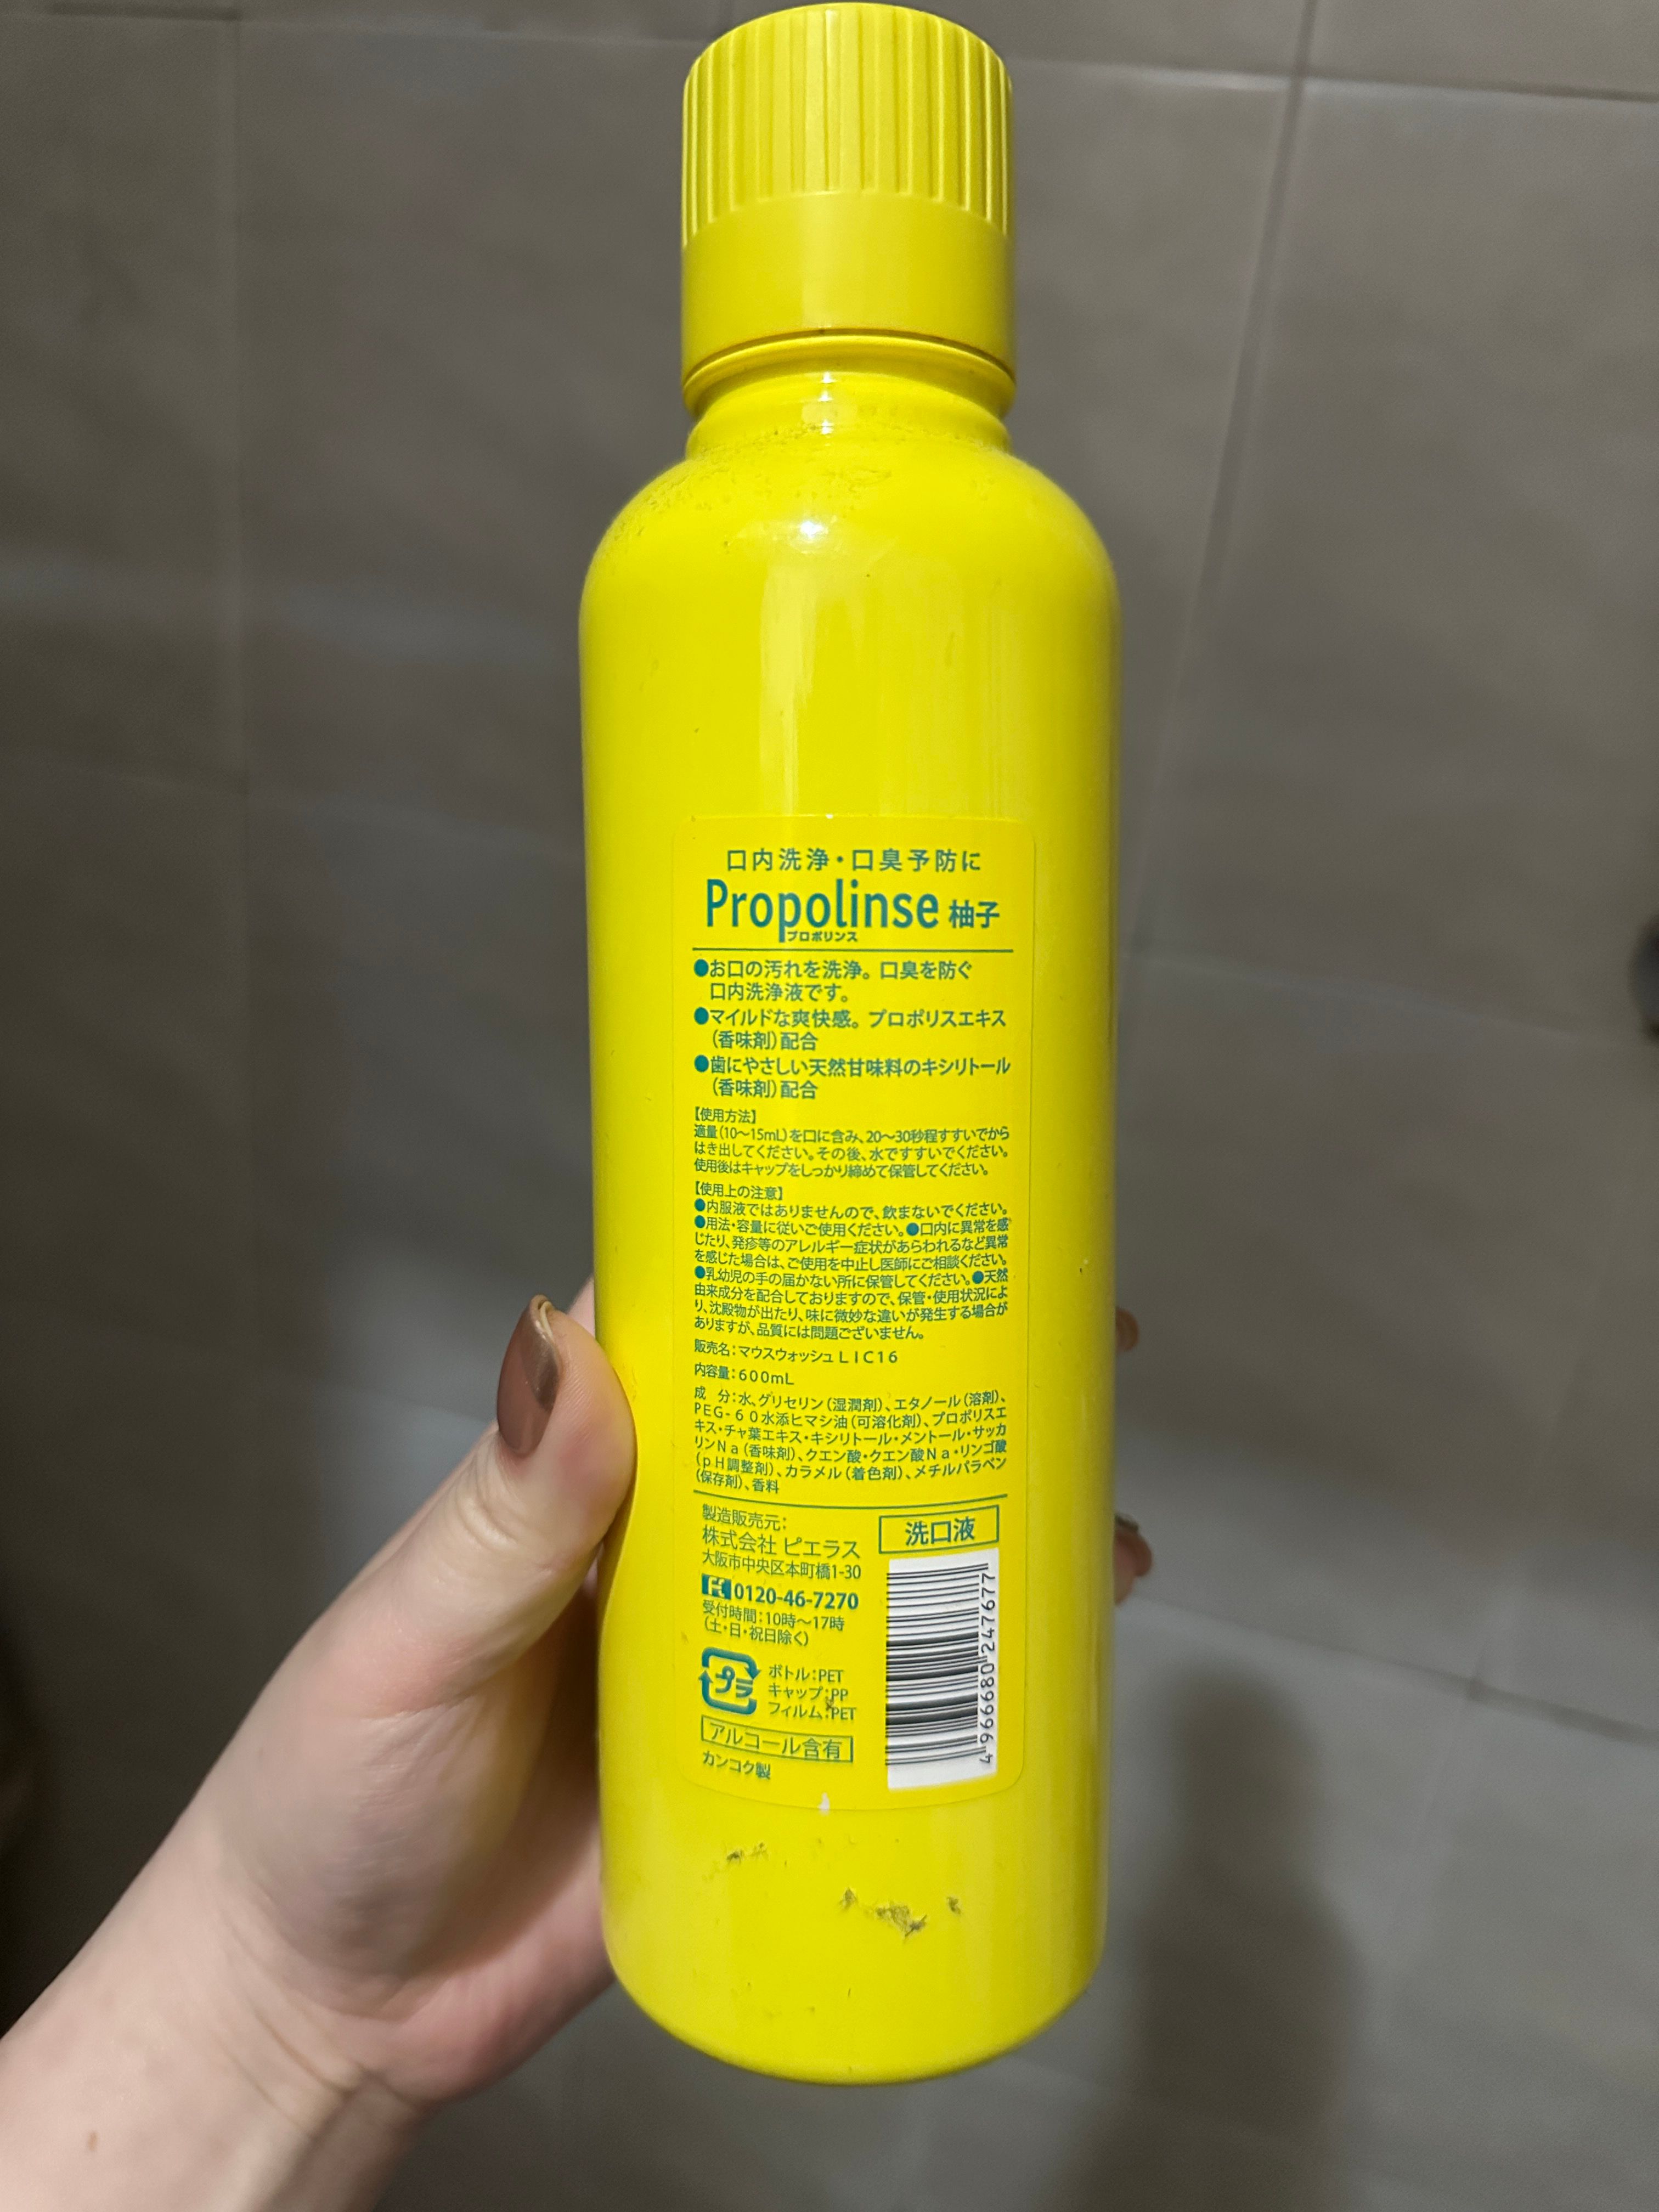 口内洗浄・口臭予防に
Propolinse 柚子
プロポリンス
●お口の汚れを洗浄。口臭を防ぐ
口内洗浄液です。
●マイルドな爽快感。プロポリスエキス
(香味剤)配合
●歯にやさしい天然甘味料のキシリトール
(香味剤)配合
【使用方法】
適量(10〜15mL)を口に含み、20〜30秒程すすいでから
はき出してください。その後、水ですすいでください。
使用後はキャップをしっかり締めて保管してください。
【使用上の注意】
●内服液ではありませんので、飲まないでください。
●用法・容量に従いご使用ください。●口内に異常を感
じたり、発疹等のアレルギー症状があらわれるなど異常
を感じた場合は、ご使用を中止し医師にご相談ください。
●乳幼児の手の届かない所に保管してください。●天然
由来成分を配合しておりますので、保管・使用状況によ
り、沈殿物が出たり、味に微妙な違いが発生する場合が
ありますが、品質には問題ございません。
販売名:マウスウォッシュLIC16
内容量:600mL
成 分:水、グリセリン(湿潤剤)、エタノール(溶剤)、
PEG-60水添ヒマシ油(可溶化剤)、プロポリスエ
キス・チャ葉エキス・キシリトール・メントール・サッカ
リンNa(香味剤)、クエン酸・クエン酸Na・リンゴ酸
(pH調整剤)、カラメル(着色剤)、メチルパラベン
(保存剤)、香料
製造販売元:
株式会社 ピエラス
大阪市中央区本町橋1-30
0120-46-7270
受付時間:10時〜17時
(土・日・祝日除く)
プラ
ボトル:PET
キャップ:PP
フィルム:PET
アルコール含有
カンコク製
洗口液
4966680247677